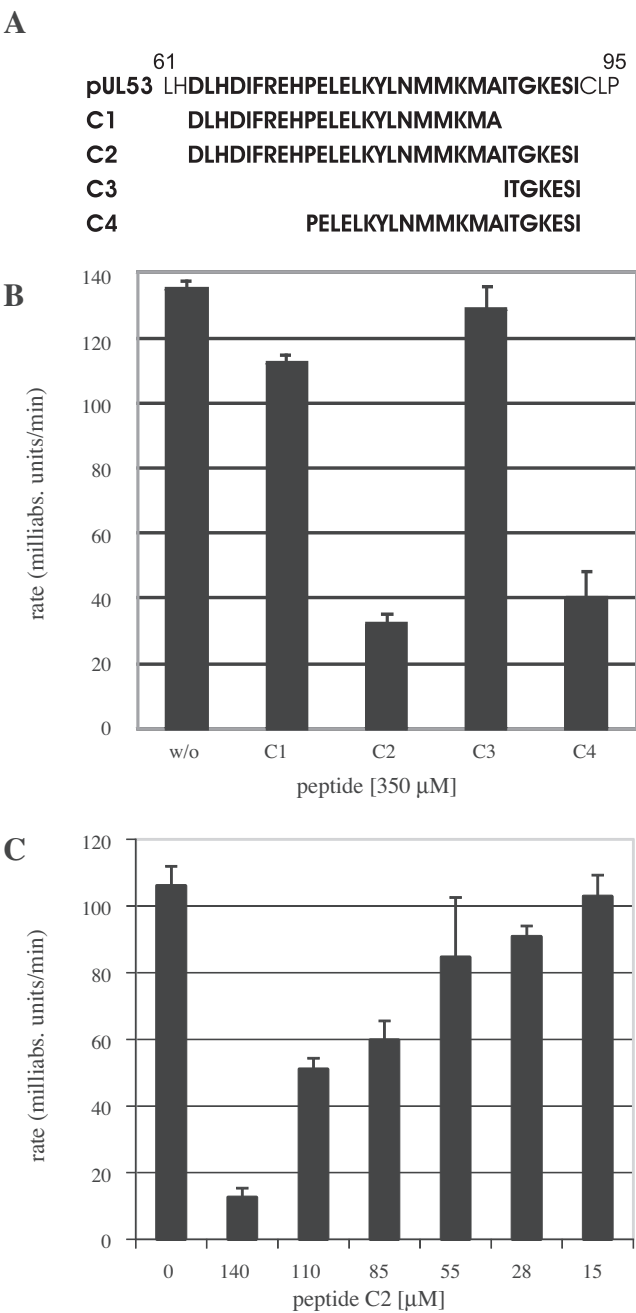 A
61 95
pUL53 LHDLHDIFREHPELELKYLNMMKMAITGKESICLP
C1 DLHDIFREHPELELKYLNMMKMA
C2 DLHDIFREHPELELKYLNMMKMAITGKESI
C3 ITGKESI
C4 PELELKYLNMMKMAITGKESI
B
rate (milliabs. units/min)
140
120
100
80
60
40
20
0
w/o C1 C2 C3 C4
peptide [350 μM]
C
rate (milliabs. units/min)
120
100
80
60
40
20
0
0 140 110 85 55 28 15
peptide C2 [μM]